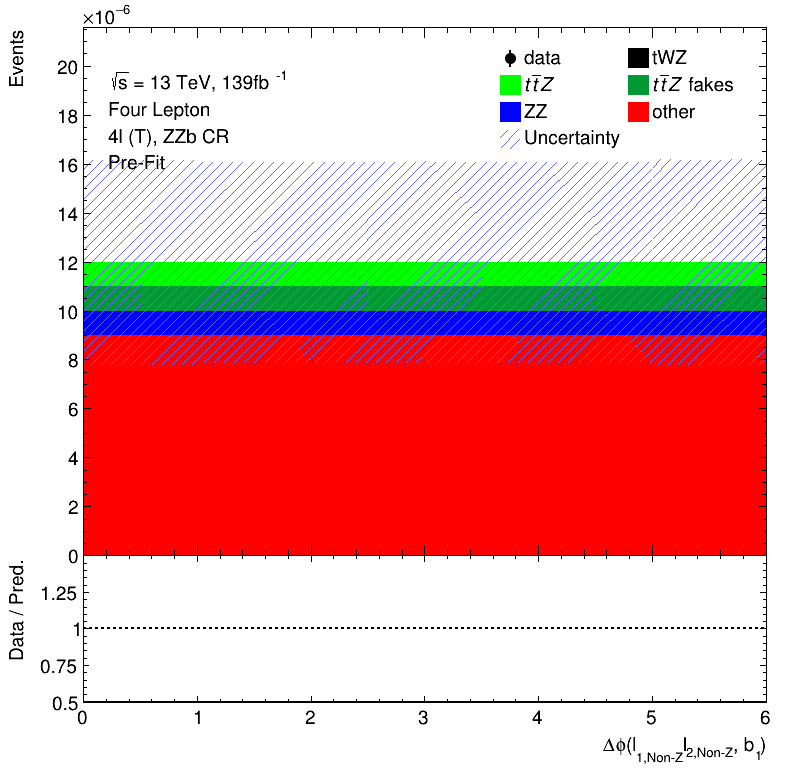 ×10⁻⁶
Events
√s = 13 TeV, 139fb⁻¹
Four Lepton
4l (T), ZZb CR
Pre-Fit
data
tWZ
tt̄Z
tt̄Z fakes
ZZ
other
Uncertainty
20
18
16
14
12
10
8
6
4
2
0
Data / Pred.
1.25
1
0.75
0.5
0 1 2 3 4 5 6
Δϕ(l₁,Non-Z l₂,Non-Z, b₁)